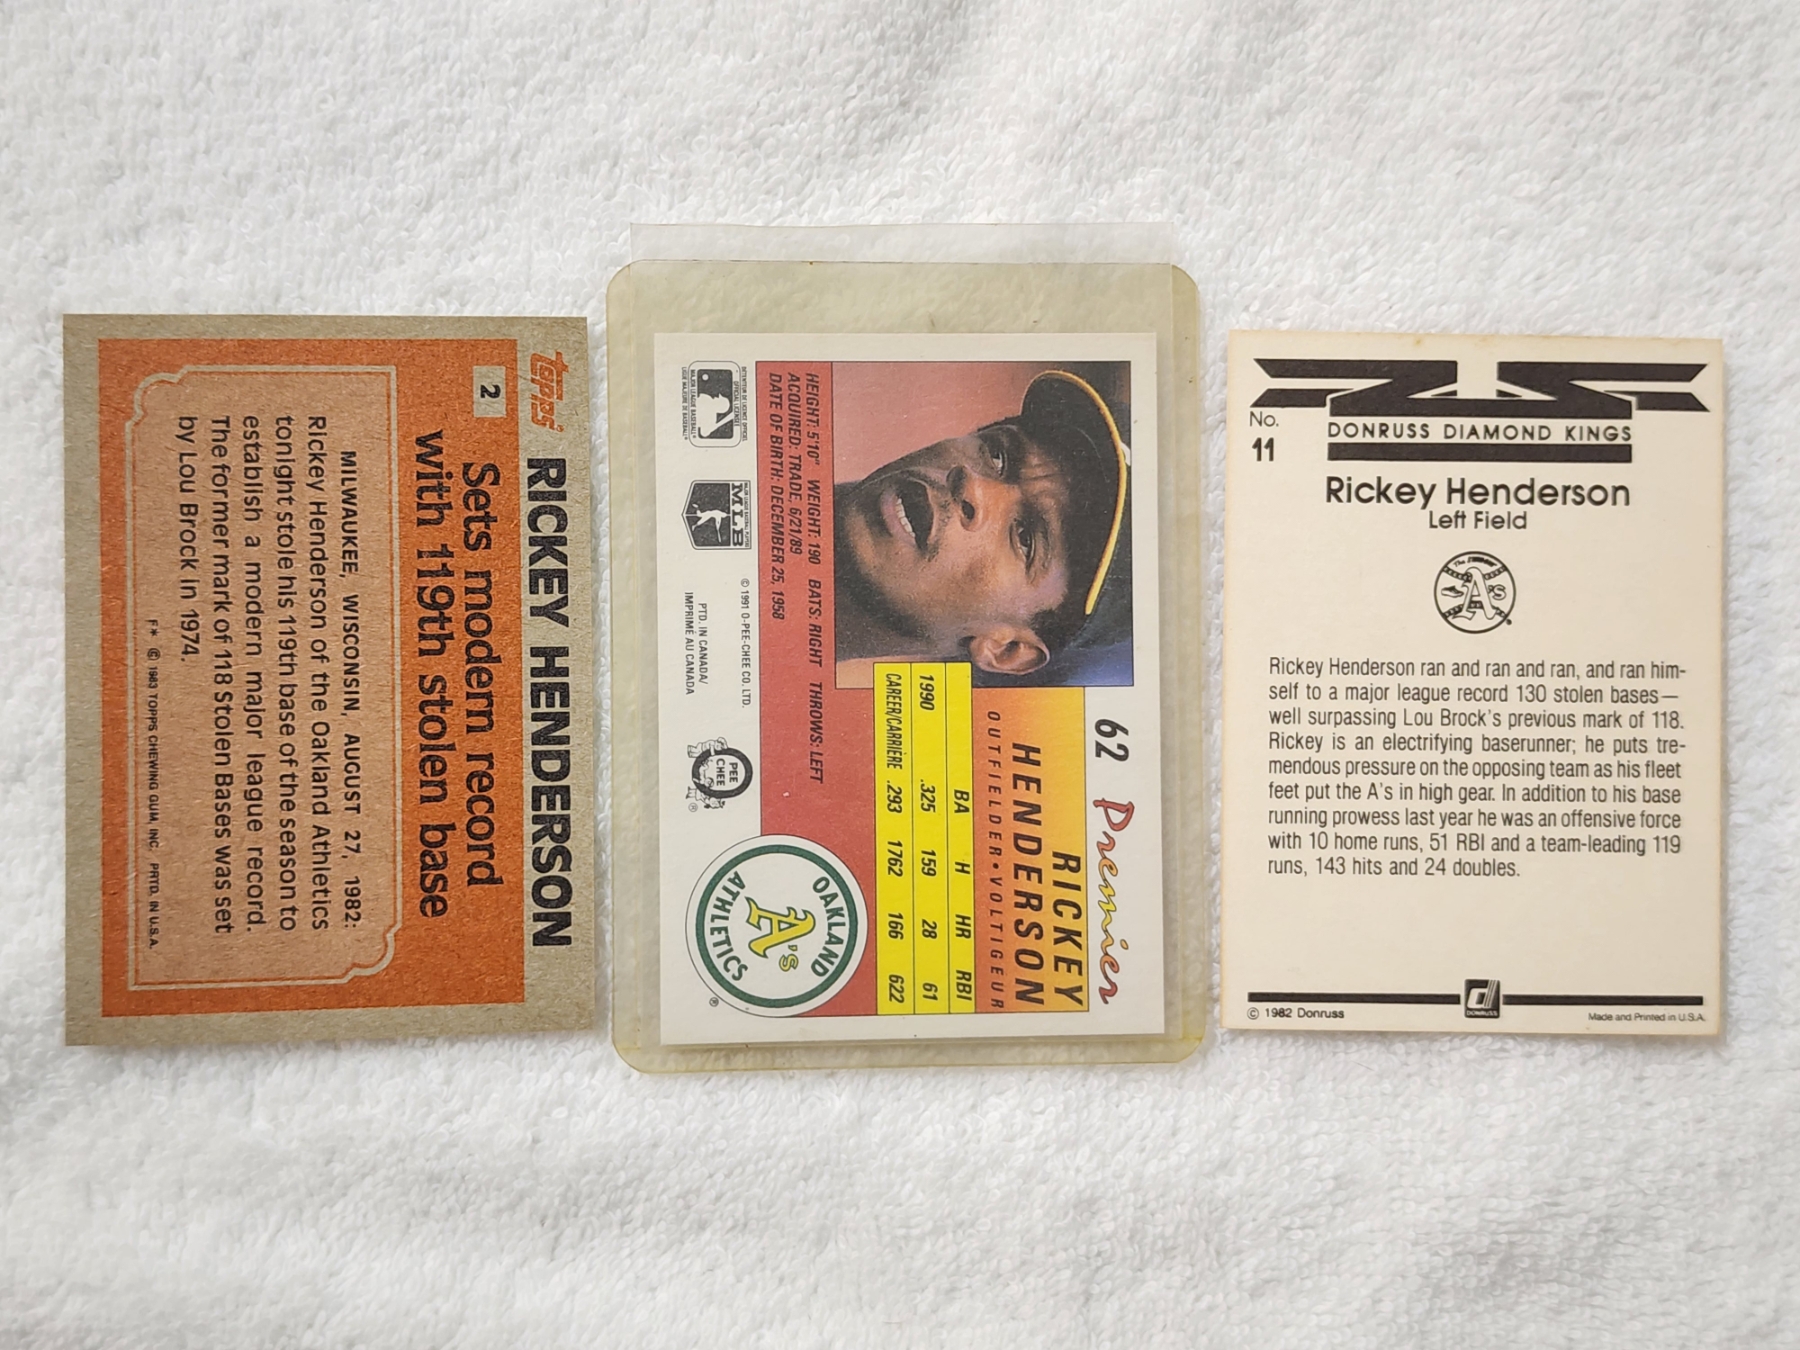 topps
2
RICKEY HENDERSON
Sets modern record
with 119th stolen base
MILWAUKEE, WISCONSIN, AUGUST 27, 1982:
Rickey Henderson of the Oakland Athletics
tonight stole his 119th base of the season to
establish a modern major league record.
The former mark of 118 Stolen Bases was set
by Lou Brock in 1974.
F* © 1983 TOPPS CHEWING GUM, INC. PRTD. IN U.S.A.
62 Premier
RICKEY
HENDERSON
OUTFIELDER•VOLTIGEUR
BA H HR RBI
1990 .325 159 28 61
CAREER/CARRIÈRE .293 1762 166 622
HEIGHT: 5'10" WEIGHT: 190 BATS: RIGHT THROWS: LEFT
ACQUIRED: TRADE, 6/21/89
DATE OF BIRTH: DECEMBER 25, 1958
MLB
© 1991 O-PEE-CHEE CO. LTD.
PTD. IN CANADA/
IMPRIMÉ AU CANADA
PEE
CHEE
®
OAKLAND
A's
ATHLETICS
®
No.
11
DONRUSS DIAMOND KINGS
Rickey Henderson
Left Field
A's
Rickey Henderson ran and ran and ran, and ran him-
self to a major league record 130 stolen bases—
well surpassing Lou Brock's previous mark of 118.
Rickey is an electrifying baserunner; he puts tre-
mendous pressure on the opposing team as his fleet
feet put the A's in high gear. In addition to his base
running prowess last year he was an offensive force
with 10 home runs, 51 RBI and a team-leading 119
runs, 143 hits and 24 doubles.
d
DONRUSS
© 1982 Donruss
Made and Printed in U.S.A.